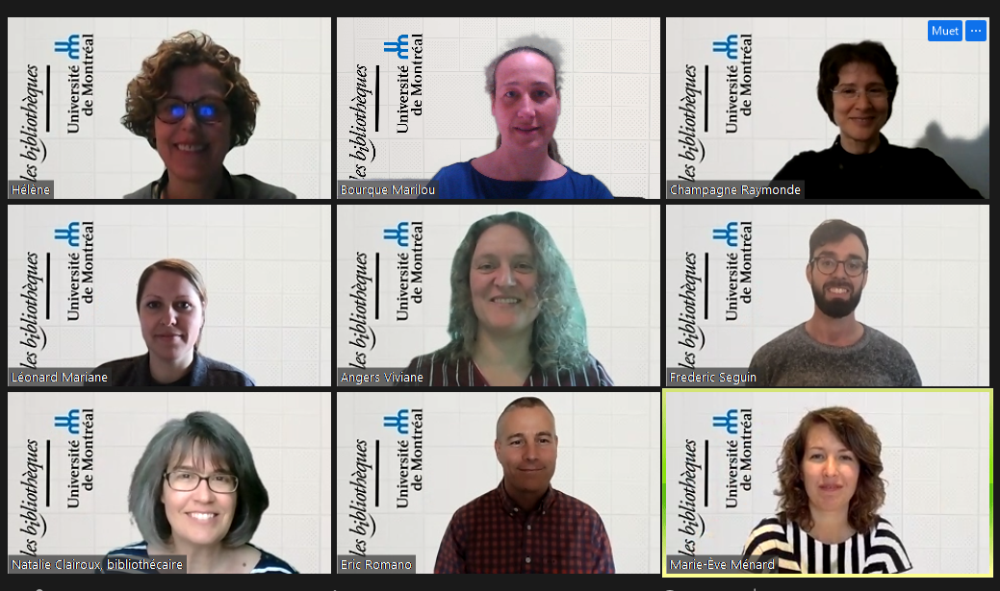 les bibliothèques
Université
de Montréal
Hélène
les bibliothèques
Université
de Montréal
Bourque Marilou
Muet
...
les bibliothèques
Université
de Montréal
Champagne Raymonde
les bibliothèques
Université
de Montréal
Léonard Mariane
les bibliothèques
Université
de Montréal
Angers Viviane
les bibliothèques
Université
de Montréal
Frederic Seguin
les bibliothèques
Université
de Montréal
Natalie Clairoux, bibliothécaire
les bibliothèques
Université
de Montréal
Eric Romano
les bibliothèques
Université
de Montréal
Marie-Ève Ménard